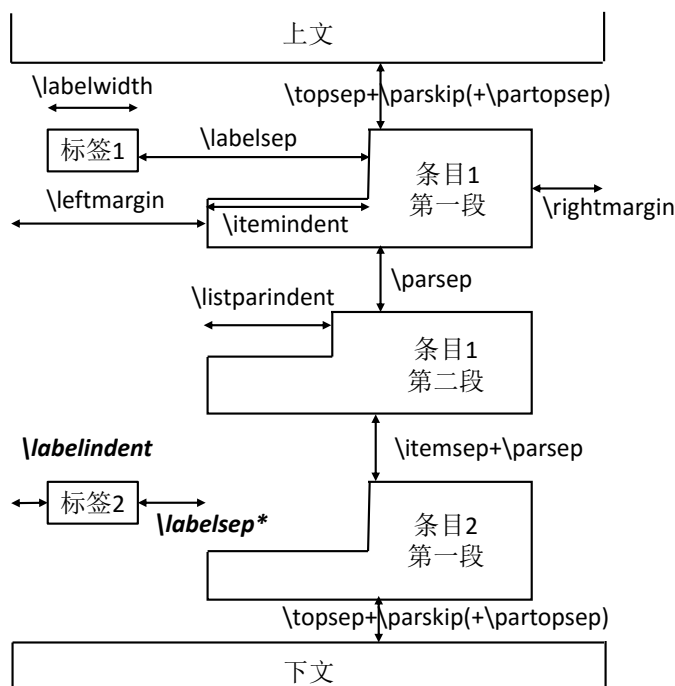 上文
\labelwidth
\topsep+\parskip(+\partopsep)
标签1
\labelsep
条目1
第一段
\leftmargin
\itemindent
\rightmargin
\parsep
\listparindent
条目1
第二段
\labelindent
\itemsep+\parsep
标签2
\labelsep*
条目2
第一段
\topsep+\parskip(+\partopsep)
下文